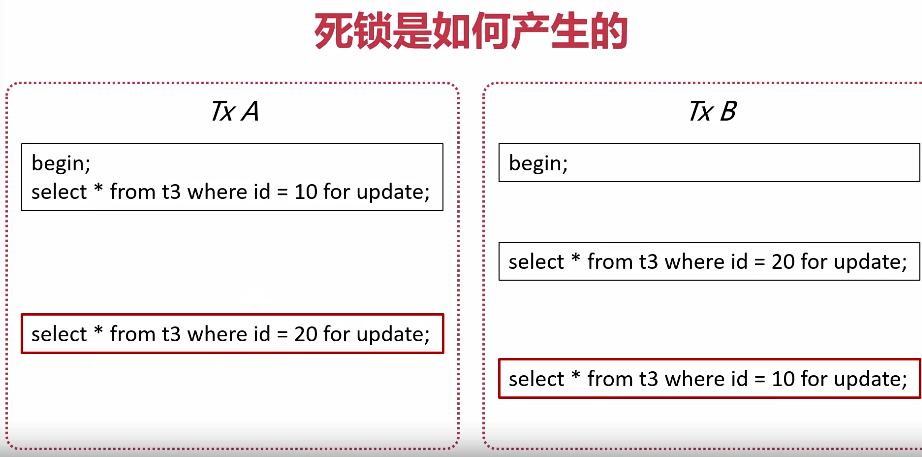 死锁是如何产生的
Tx A
begin;
select * from t3 where id = 10 for update;
select * from t3 where id = 20 for update;
Tx B
begin;
select * from t3 where id = 20 for update;
select * from t3 where id = 10 for update;